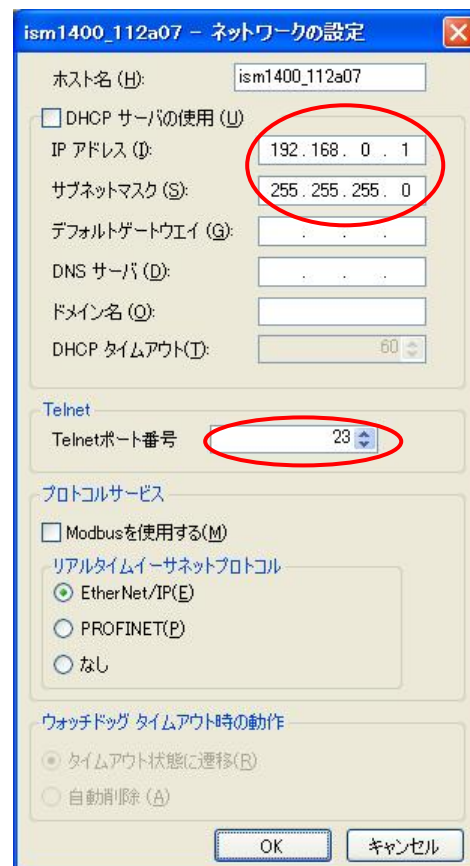 ism1400_112a07 - ネットワークの設定
ホスト名 (H): ism1400_112a07
DHCP サーバの使用 (U)
IP アドレス (I): 192 . 168 . 0 . 1
サブネットマスク (S): 255 . 255 . 255 . 0
デフォルトゲートウエイ (G): . . .
DNS サーバ (D): . . .
ドメイン名 (O):
DHCP タイムアウト(T): 60
Telnet
Telnetポート番号 23
プロトコルサービス
Modbusを使用する(M)
リアルタイムイーサネットプロトコル
EtherNet/IP(E)
PROFINET(P)
なし
ウォッチドッグ タイムアウト時の動作
タイムアウト状態に遷移(R)
自動削除 (A)
OK キャンセル